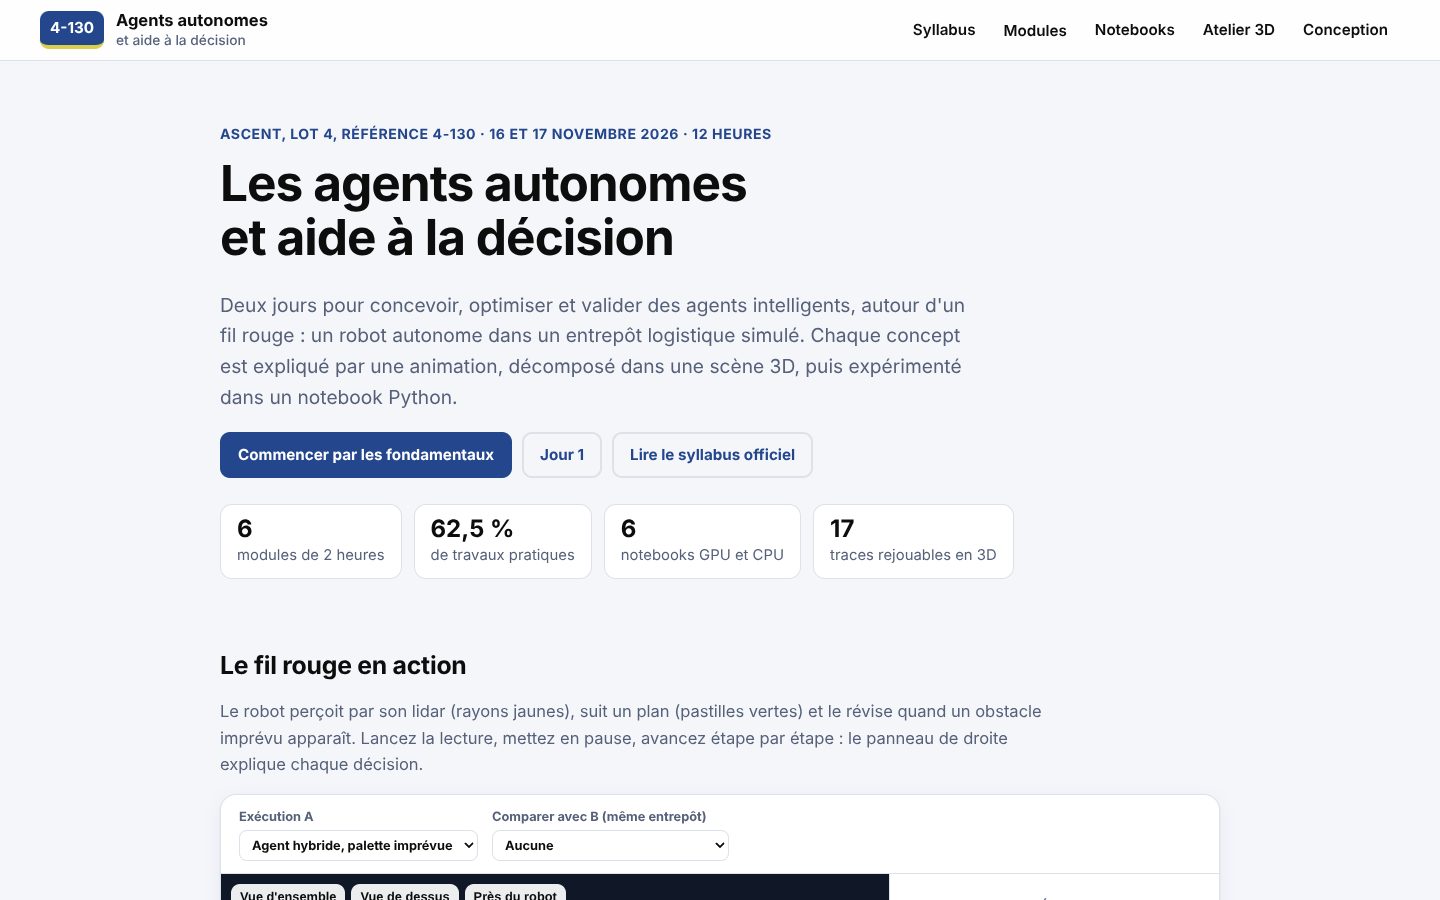 4-130
Agents autonomes
et aide à la décision
Syllabus
Modules
Notebooks
Atelier 3D
Conception
ASCENT, LOT 4, RÉFÉRENCE 4-130 · 16 ET 17 NOVEMBRE 2026 · 12 HEURES
Les agents autonomes
et aide à la décision
Deux jours pour concevoir, optimiser et valider des agents intelligents, autour d'un
fil rouge : un robot autonome dans un entrepôt logistique simulé. Chaque concept
est expliqué par une animation, décomposé dans une scène 3D, puis expérimenté
dans un notebook Python.
Commencer par les fondamentaux
Jour 1
Lire le syllabus officiel
6
modules de 2 heures
62,5 %
de travaux pratiques
6
notebooks GPU et CPU
17
traces rejouables en 3D
Le fil rouge en action
Le robot perçoit par son lidar (rayons jaunes), suit un plan (pastilles vertes) et le révise quand un obstacle
imprévu apparaît. Lancez la lecture, mettez en pause, avancez étape par étape : le panneau de droite
explique chaque décision.
Exécution A
Comparer avec B (même entrepôt)
Agent hybride, palette imprévue
Aucune
Vue d'ensemble
Vue de dessus
Près du robot